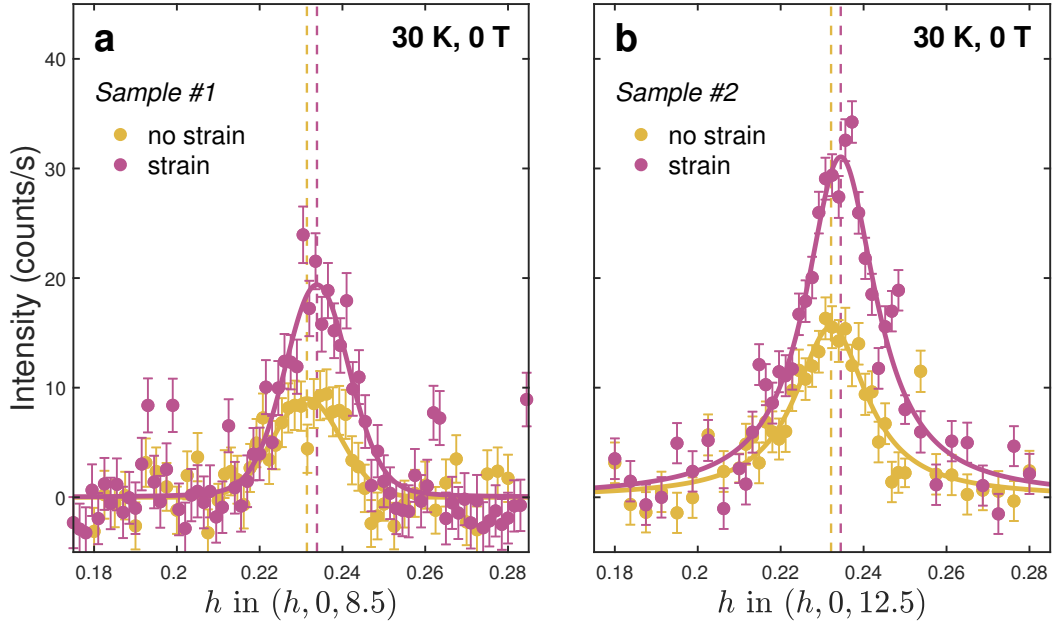 a
30 K, 0 T
Sample #1
no strain
strain
Intensity (counts/s)
40
30
20
10
0
0.18
0.2
0.22
0.24
0.26
0.28
h in (h, 0, 8.5)
b
30 K, 0 T
Sample #2
no strain
strain
0.18
0.2
0.22
0.24
0.26
0.28
h in (h, 0, 12.5)